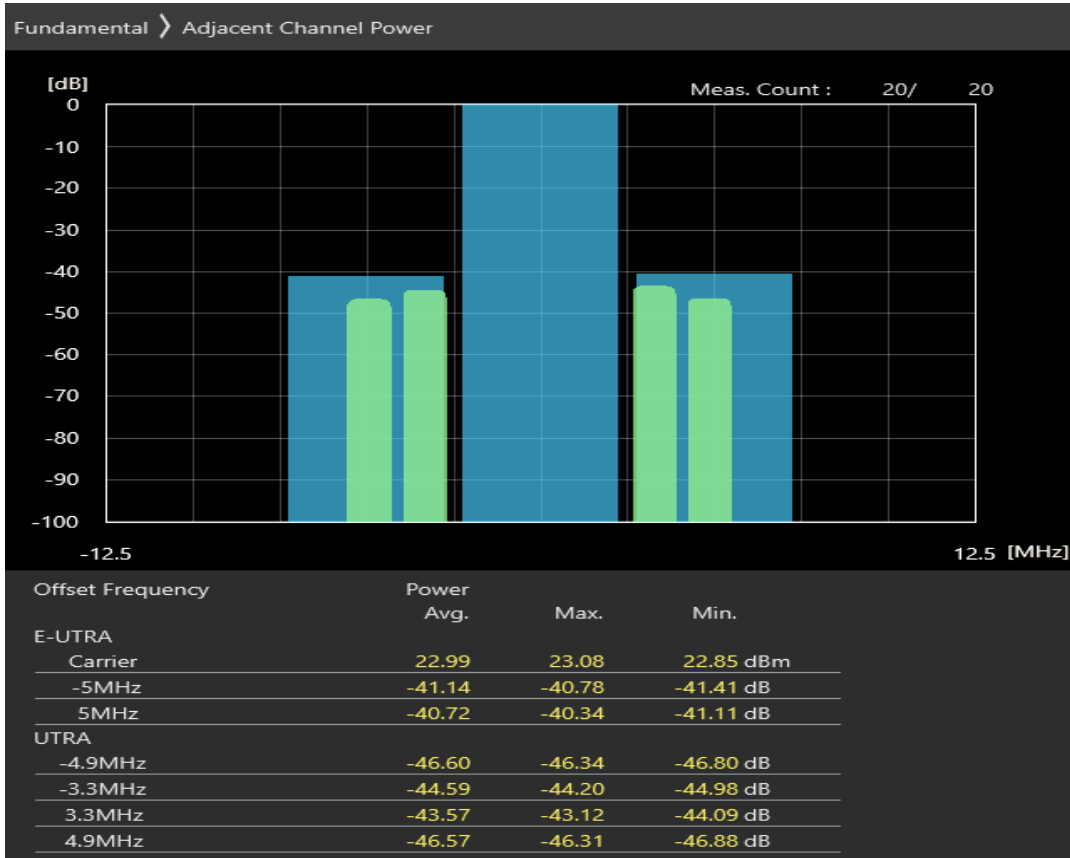 Fundamental 〉 Adjacent Channel Power
[dB]
Meas. Count : 20/ 20
0
-10
-20
-30
-40
-50
-60
-70
-80
-90
-100
-12.5 12.5 [MHz]
Offset Frequency Power
Avg. Max. Min.
E-UTRA
Carrier 22.99 23.08 22.85 dBm
-5MHz -41.14 -40.78 -41.41 dB
5MHz -40.72 -40.34 -41.11 dB
UTRA
-4.9MHz -46.60 -46.34 -46.80 dB
-3.3MHz -44.59 -44.20 -44.98 dB
3.3MHz -43.57 -43.12 -44.09 dB
4.9MHz -46.57 -46.31 -46.88 dB